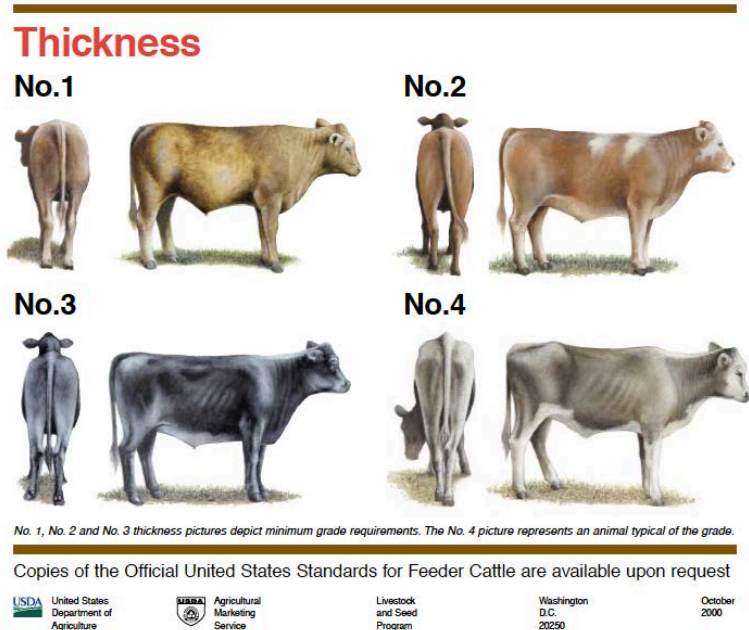 Thickness
No.1
No.2
No.3
No.4
No. 1, No. 2 and No. 3 thickness pictures depict minimum grade requirements. The No. 4 picture represents an animal typical of the grade.
Copies of the Official United States Standards for Feeder Cattle are available upon request
USDA
United States
Department of
Agriculture
USDA
Agricultural
Marketing
Service
Livestock
and Seed
Program
Washington
D.C.
20250
October
2000